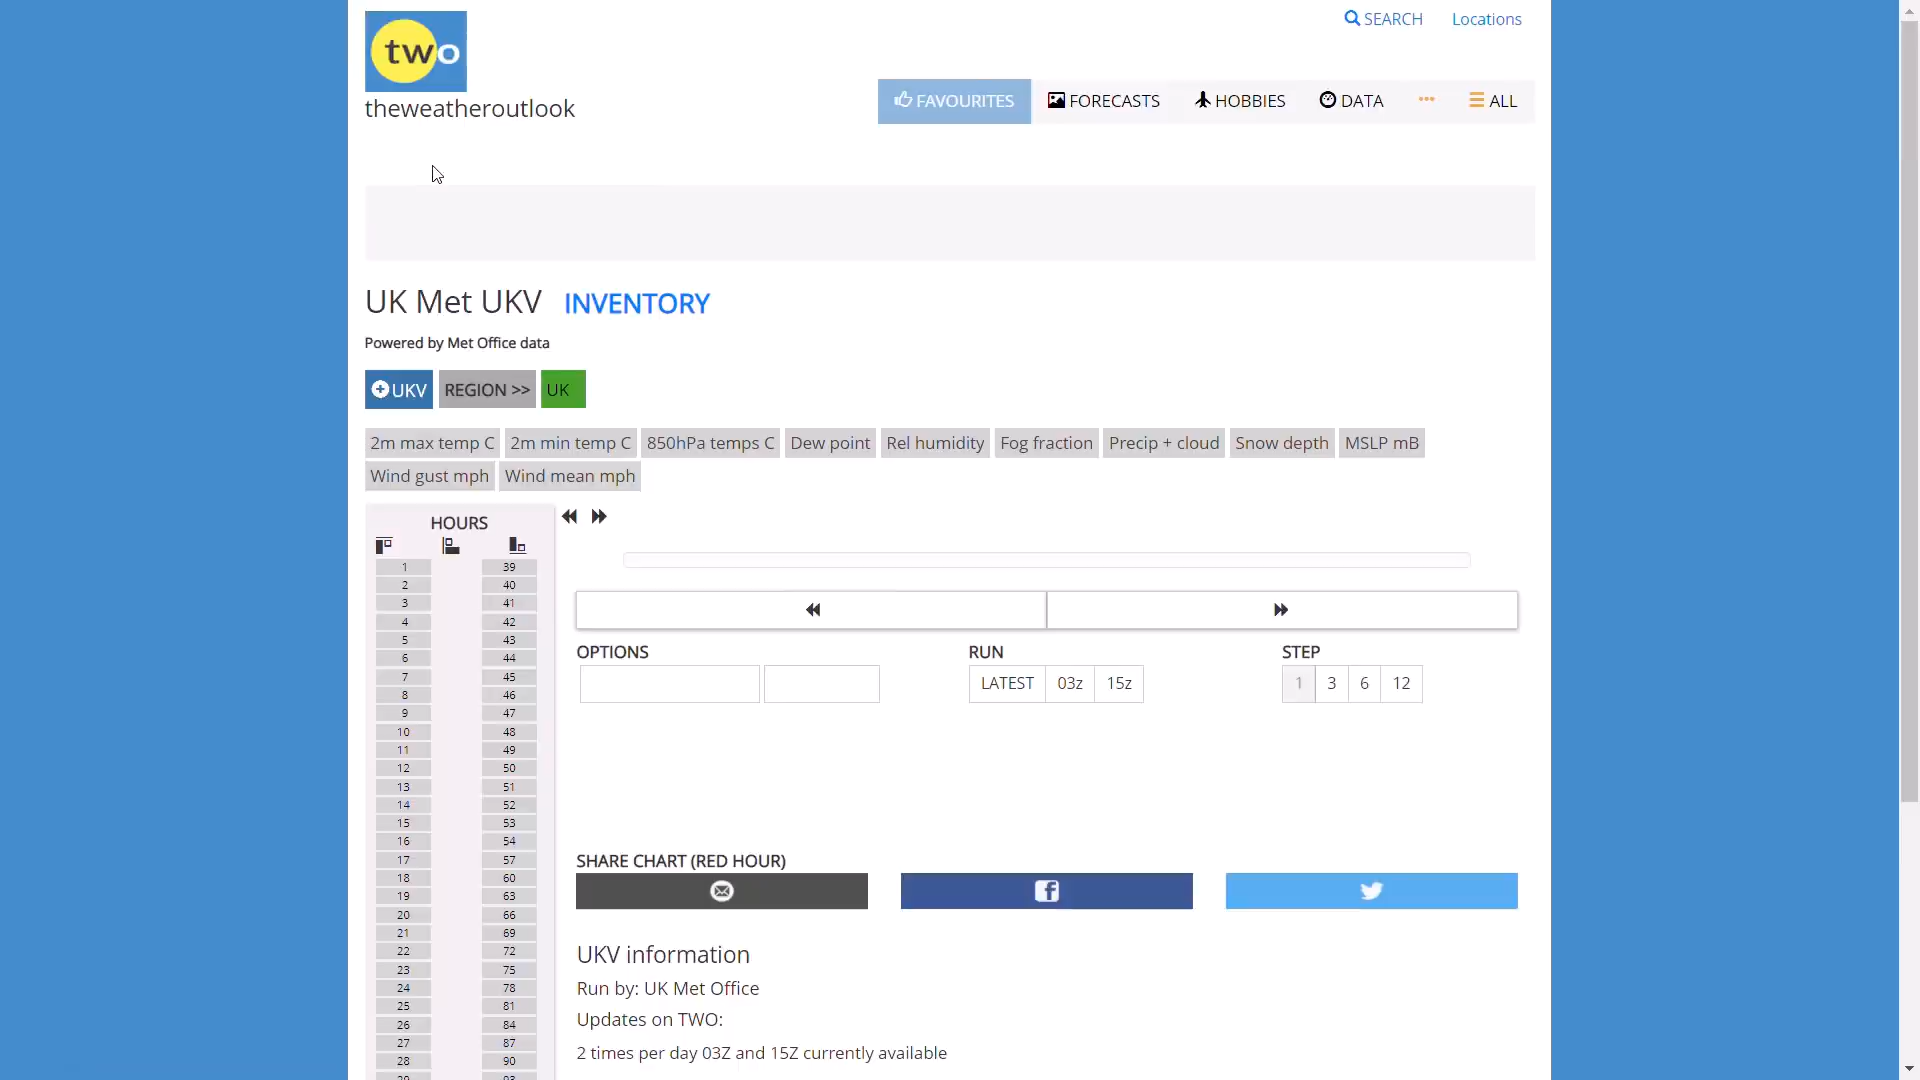 SEARCH Locations
two
theweatheroutlook
FAVOURITES FORECASTS HOBBIES DATA ALL
UK Met UKV INVENTORY
Powered by Met Office data
UKV REGION >> UK
2m max temp C 2m min temp C 850hPa temps C Dew point Rel humidity Fog fraction Precip + cloud Snow depth MSLP mB
Wind gust mph Wind mean mph
HOURS
1 39
2 40
3 41
4 42
5 43
6 44
7 45
8 46
9 47
10 48
11 49
12 50
13 51
14 52
15 53
16 54
17 57
18 60
19 63
20 66
21 69
22 72
23 75
24 78
25 81
26 84
27 87
28 90
29 93
OPTIONS RUN STEP
LATEST 03z 15z 1 3 6 12
SHARE CHART (RED HOUR)
UKV information
Run by: UK Met Office
Updates on TWO:
2 times per day 03Z and 15Z currently available